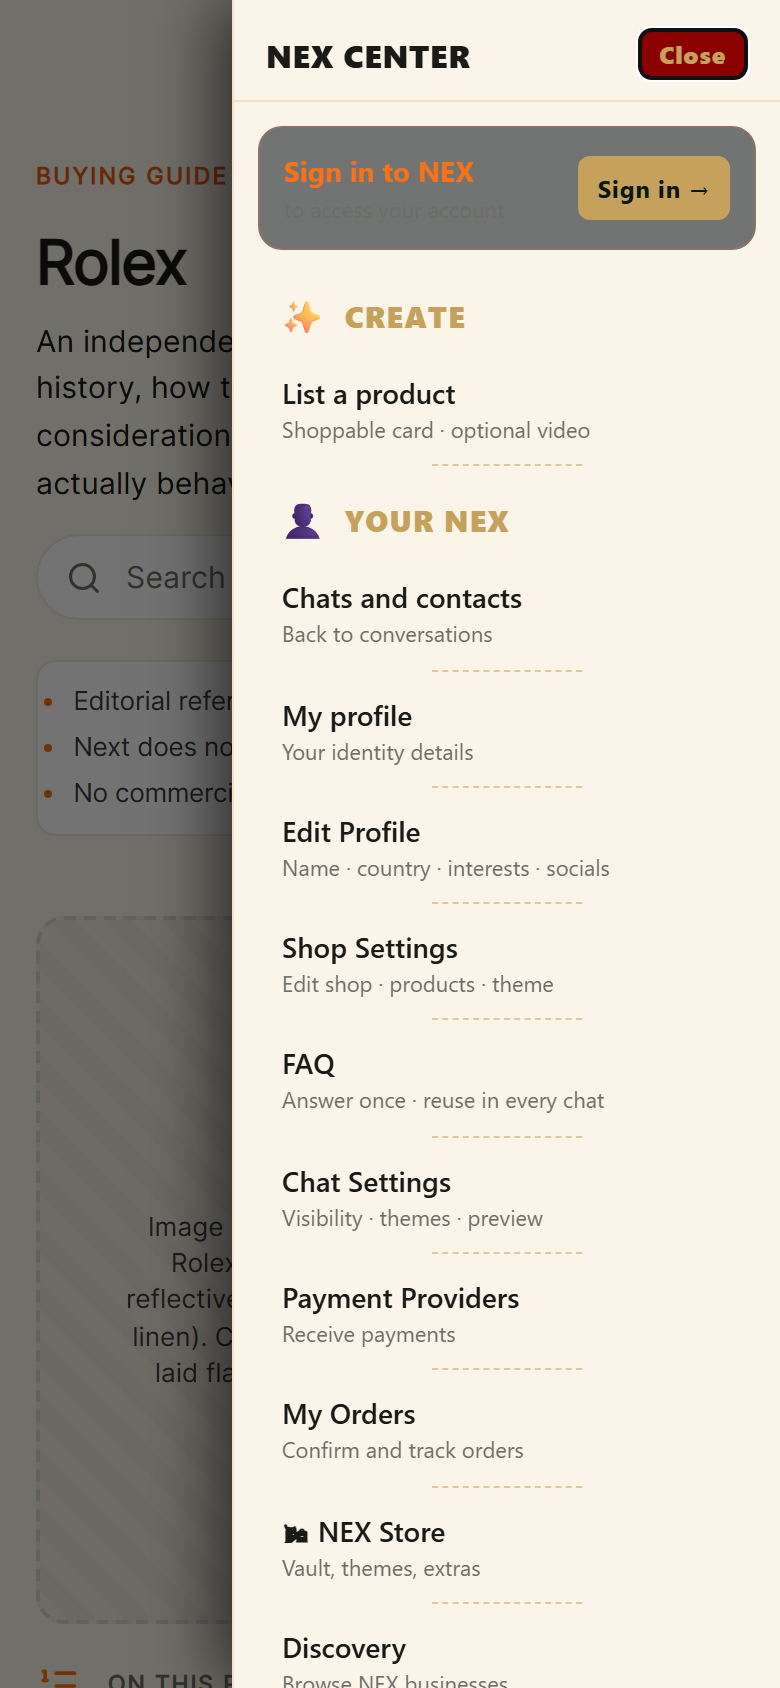 NEX CENTER
Close
Sign in to NEX
to access your account
Sign in →
CREATE
List a product
Shoppable card · optional video
YOUR NEX
Chats and contacts
Back to conversations
My profile
Your identity details
Edit Profile
Name · country · interests · socials
Shop Settings
Edit shop · products · theme
FAQ
Answer once · reuse in every chat
Chat Settings
Visibility · themes · preview
Payment Providers
Receive payments
My Orders
Confirm and track orders
NEX Store
Vault, themes, extras
Discovery
Browse NEX businesses
BUYING GUIDE
Rolex
An independe
history, how t
consideration
actually behav
Search
Editorial refer
Next does no
No commerci
Image
Rolex
reflective
linen). C
laid fla
ON THIS P